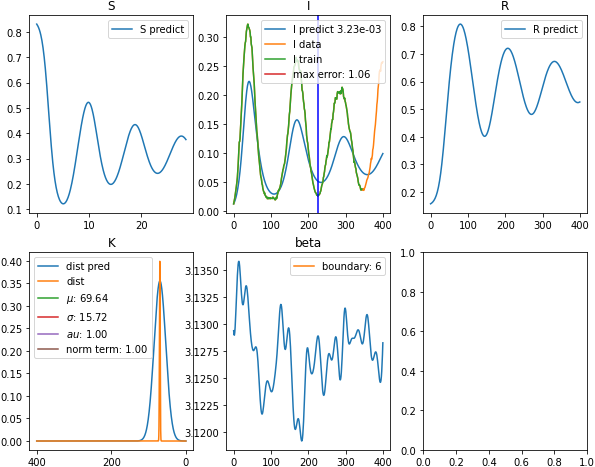 S
I
R
S predict
I predict 3.23e-03
I data
I train
max error: 1.06
R predict
0.8
0.7
0.6
0.5
0.4
0.3
0.2
0.1
0 10 20
0.30
0.25
0.20
0.15
0.10
0.05
0.00
0 100 200 300 400
0.8
0.7
0.6
0.5
0.4
0.3
0.2
0 100 200 300 400
K
beta
dist pred
dist
μ: 69.64
σ: 15.72
au: 1.00
norm term: 1.00
boundary: 6
0.40
0.35
0.30
0.25
0.20
0.15
0.10
0.05
0.00
400 200 0
3.1350
3.1325
3.1300
3.1275
3.1250
3.1225
3.1200
0 100 200 300 400
1.0
0.8
0.6
0.4
0.2
0.0
0.0 0.2 0.4 0.6 0.8 1.0